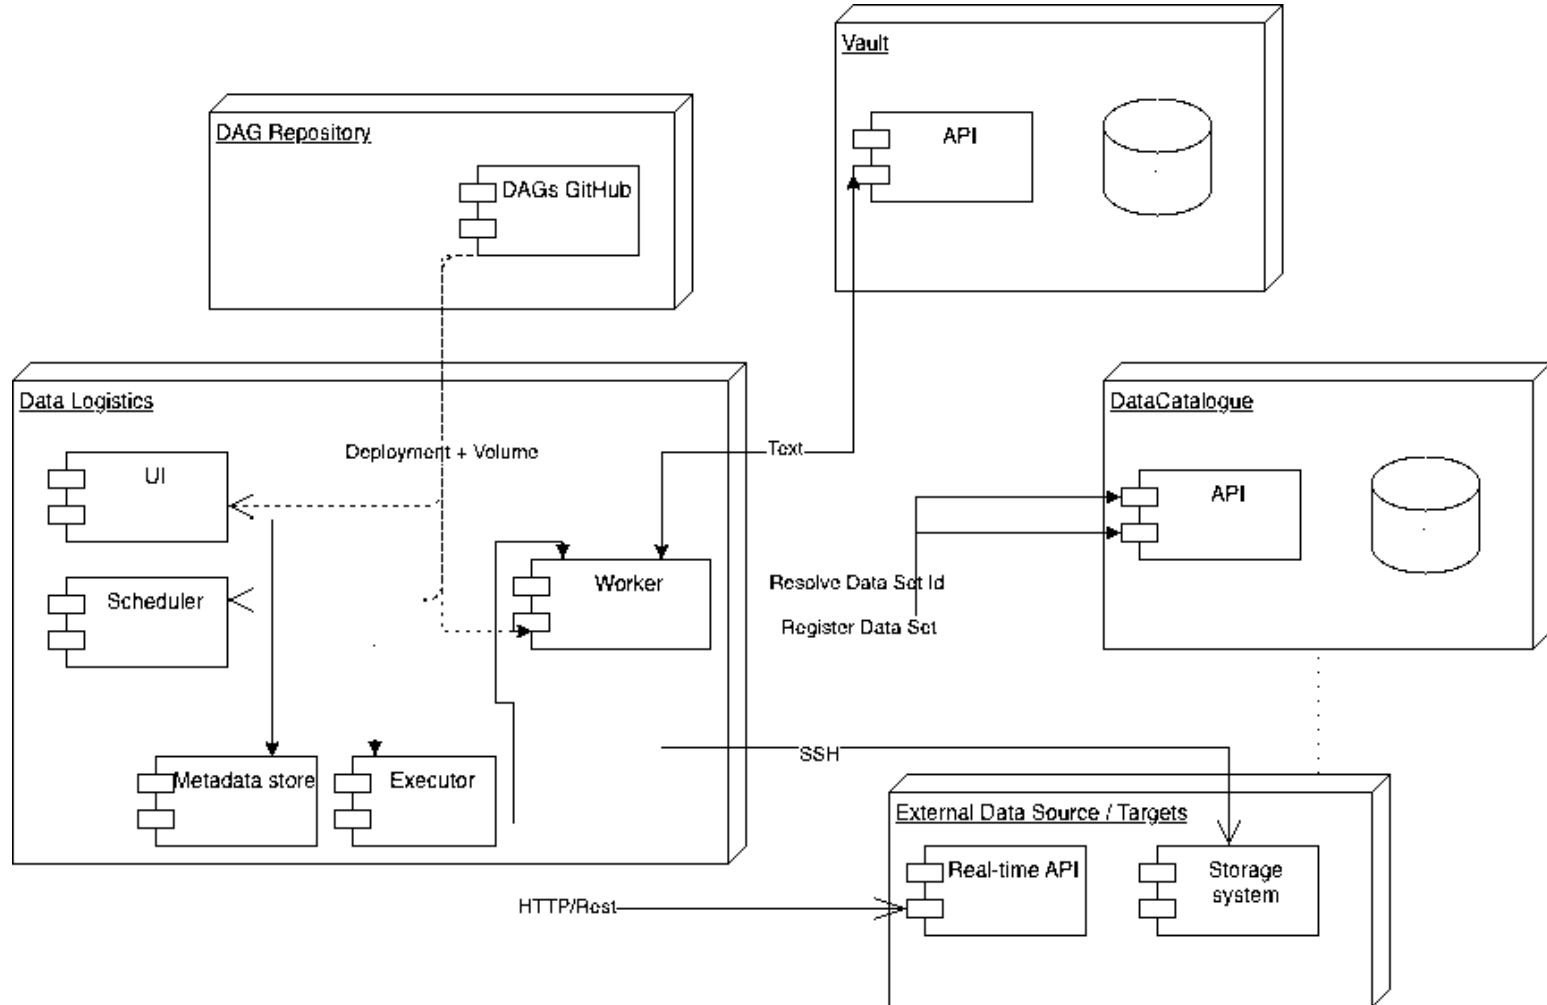 Vault
API
DAG Repository
DAGs GitHub
Data Logistics
UI
Deployment + Volume
Text
Scheduler
Worker
Metadata store
Executor
DataCatalogue
API
Resolve Data Set Id
Register Data Set
SSH
External Data Source / Targets
Real-time API
Storage
system
HTTP/Rest